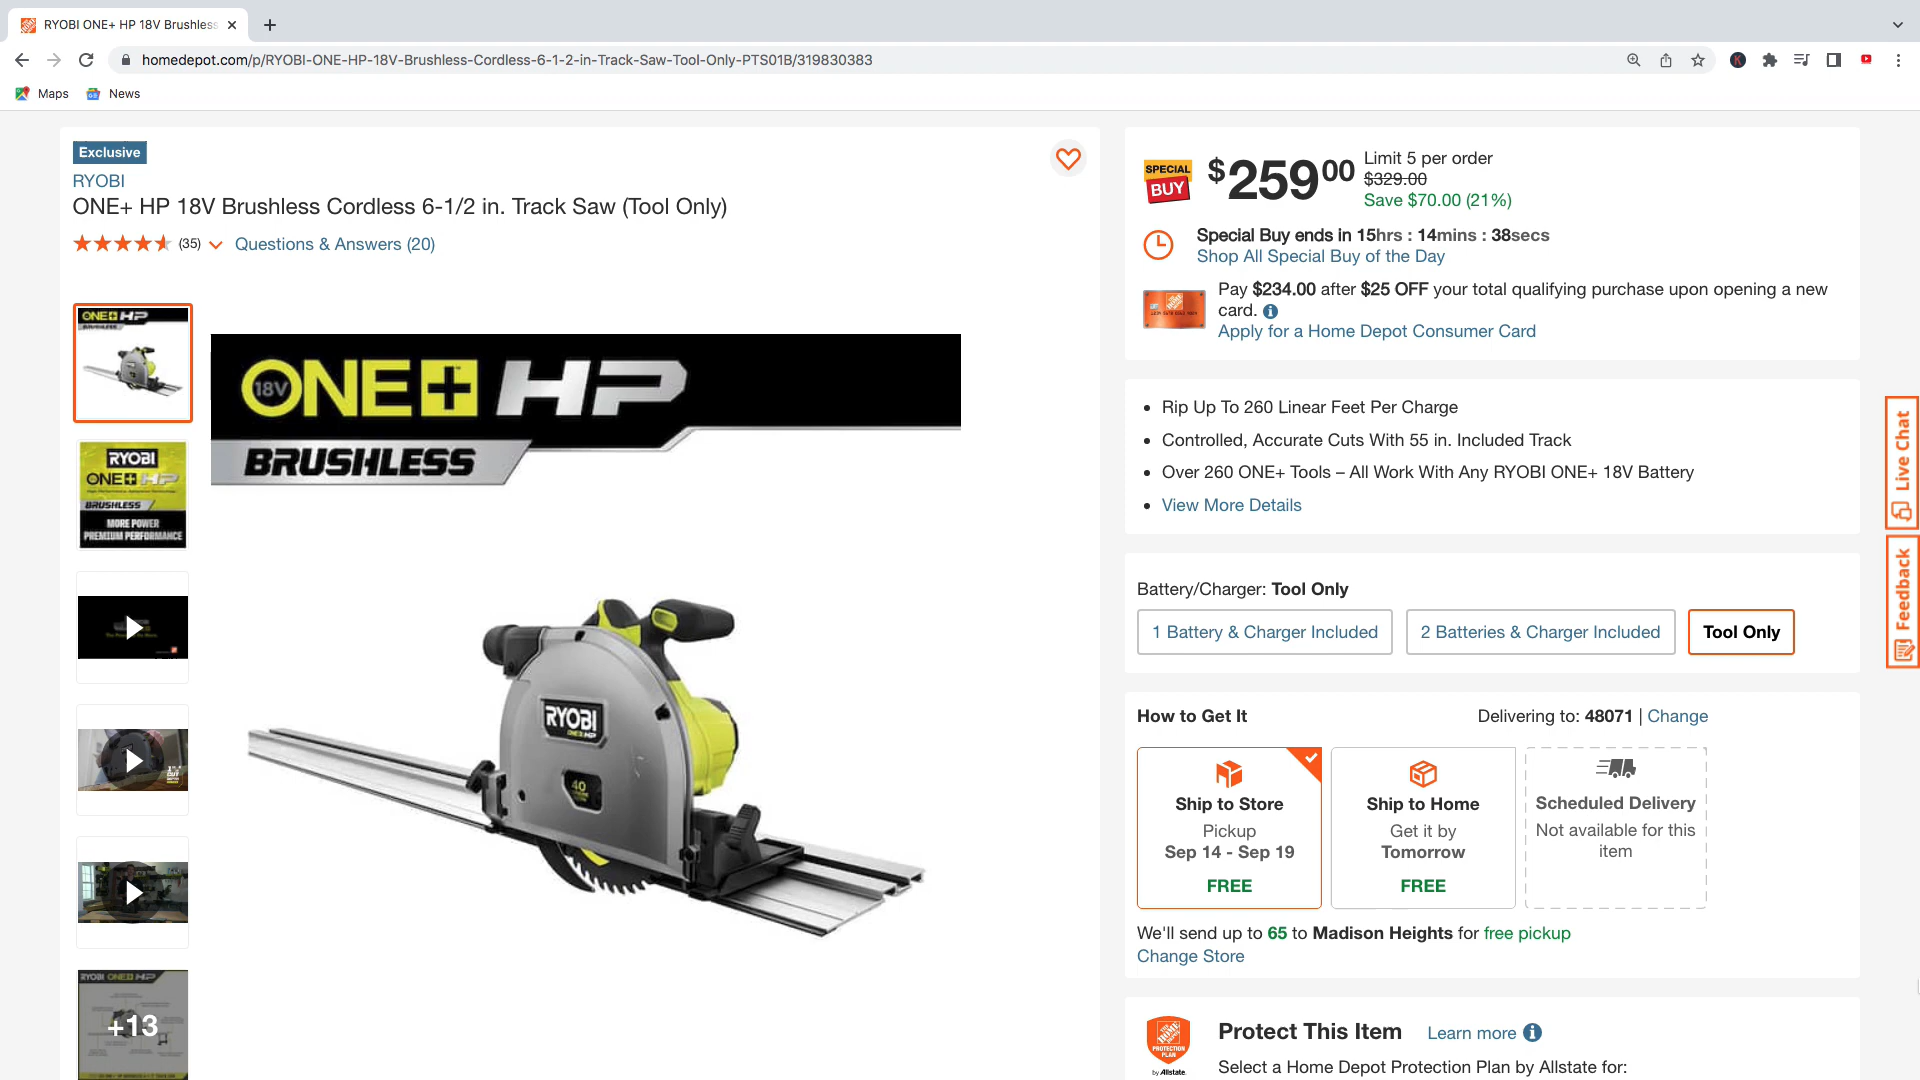 RYOBI ONE+ HP 18V Brushless
homedepot.com/p/RYOBI-ONE-HP-18V-Brushless-Cordless-6-1-2-in-Track-Saw-Tool-Only-PTS01B/319830383
Maps
News
Exclusive
RYOBI
ONE+ HP 18V Brushless Cordless 6-1/2 in. Track Saw (Tool Only)
(35)
Questions & Answers (20)
ONE+ HP
BRUSHLESS
RYOBI
ONE+ HP
BRUSHLESS
MORE POWER
PREMIUM PERFORMANCE
RYOBI ONE+ HP
+13
18V ONE+ HP
BRUSHLESS
RYOBI
ONE+ HP
40
SPECIAL
BUY
$259.00
Limit 5 per order
$329.00
Save $70.00 (21%)
Special Buy ends in 15hrs : 14mins : 38secs
Shop All Special Buy of the Day
Pay $234.00 after $25 OFF your total qualifying purchase upon opening a new
card.
Apply for a Home Depot Consumer Card
• Rip Up To 260 Linear Feet Per Charge
• Controlled, Accurate Cuts With 55 in. Included Track
• Over 260 ONE+ Tools – All Work With Any RYOBI ONE+ 18V Battery
• View More Details
Battery/Charger: Tool Only
1 Battery & Charger Included
2 Batteries & Charger Included
Tool Only
How to Get It
Delivering to: 48071 | Change
Ship to Store
Pickup
Sep 14 - Sep 19
FREE
Ship to Home
Get it by
Tomorrow
FREE
Scheduled Delivery
Not available for this
item
We'll send up to 65 to Madison Heights for free pickup
Change Store
PROTECTION
PLAN
by Allstate
Protect This Item
Learn more
Select a Home Depot Protection Plan by Allstate for:
Live Chat
Feedback